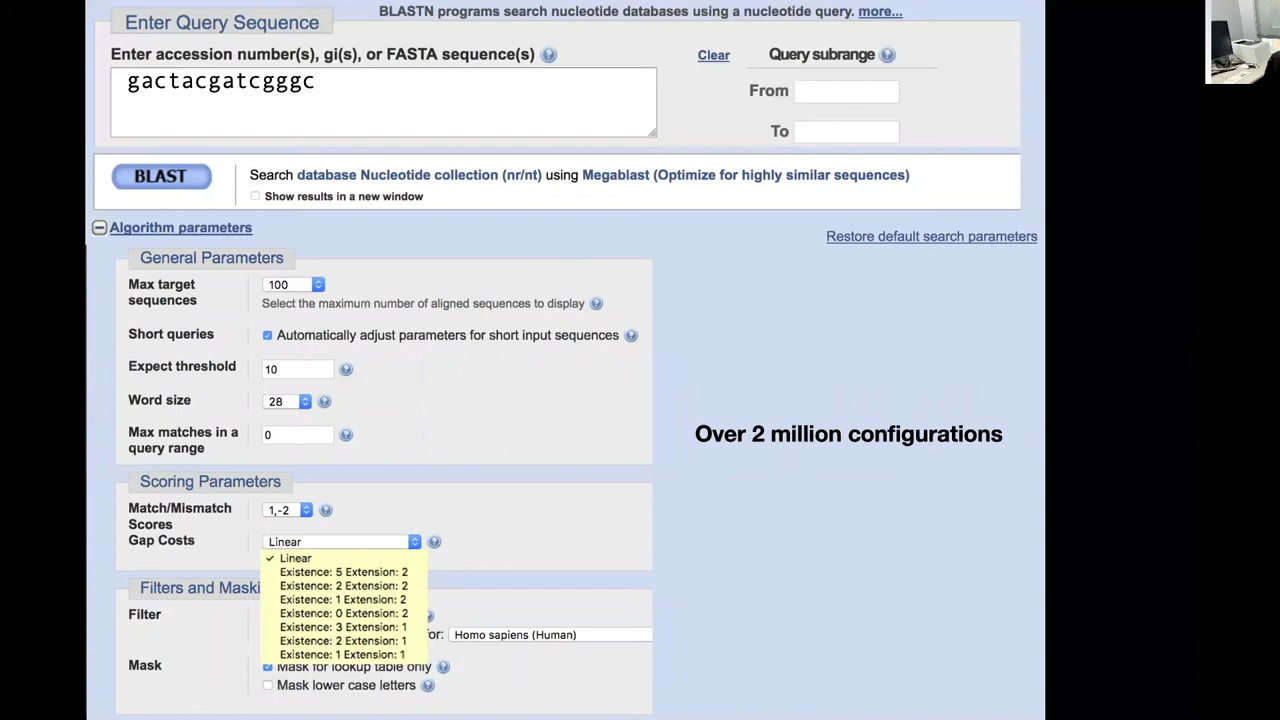 BLASTN programs search nucleotide databases using a nucleotide query. more...
Enter Query Sequence
Enter accession number(s), gi(s), or FASTA sequence(s)
Clear
Query subrange
gactacgatcgggc
From
To
BLAST
Search database Nucleotide collection (nr/nt) using Megablast (Optimize for highly similar sequences)
Show results in a new window
Algorithm parameters
Restore default search parameters
General Parameters
Max target
sequences
100
Select the maximum number of aligned sequences to display
Short queries
Automatically adjust parameters for short input sequences
Expect threshold
10
Word size
28
Max matches in a
query range
0
Over 2 million configurations
Scoring Parameters
Match/Mismatch
Scores
1,-2
Gap Costs
Linear
Linear
Existence: 5 Extension: 2
Existence: 2 Extension: 2
Existence: 1 Extension: 2
Existence: 0 Extension: 2
Existence: 3 Extension: 1
Existence: 2 Extension: 1
Existence: 1 Extension: 1
Filters and Maski
Filter
for: Homo sapiens (Human)
Mask
Mask for lookup table only
Mask lower case letters